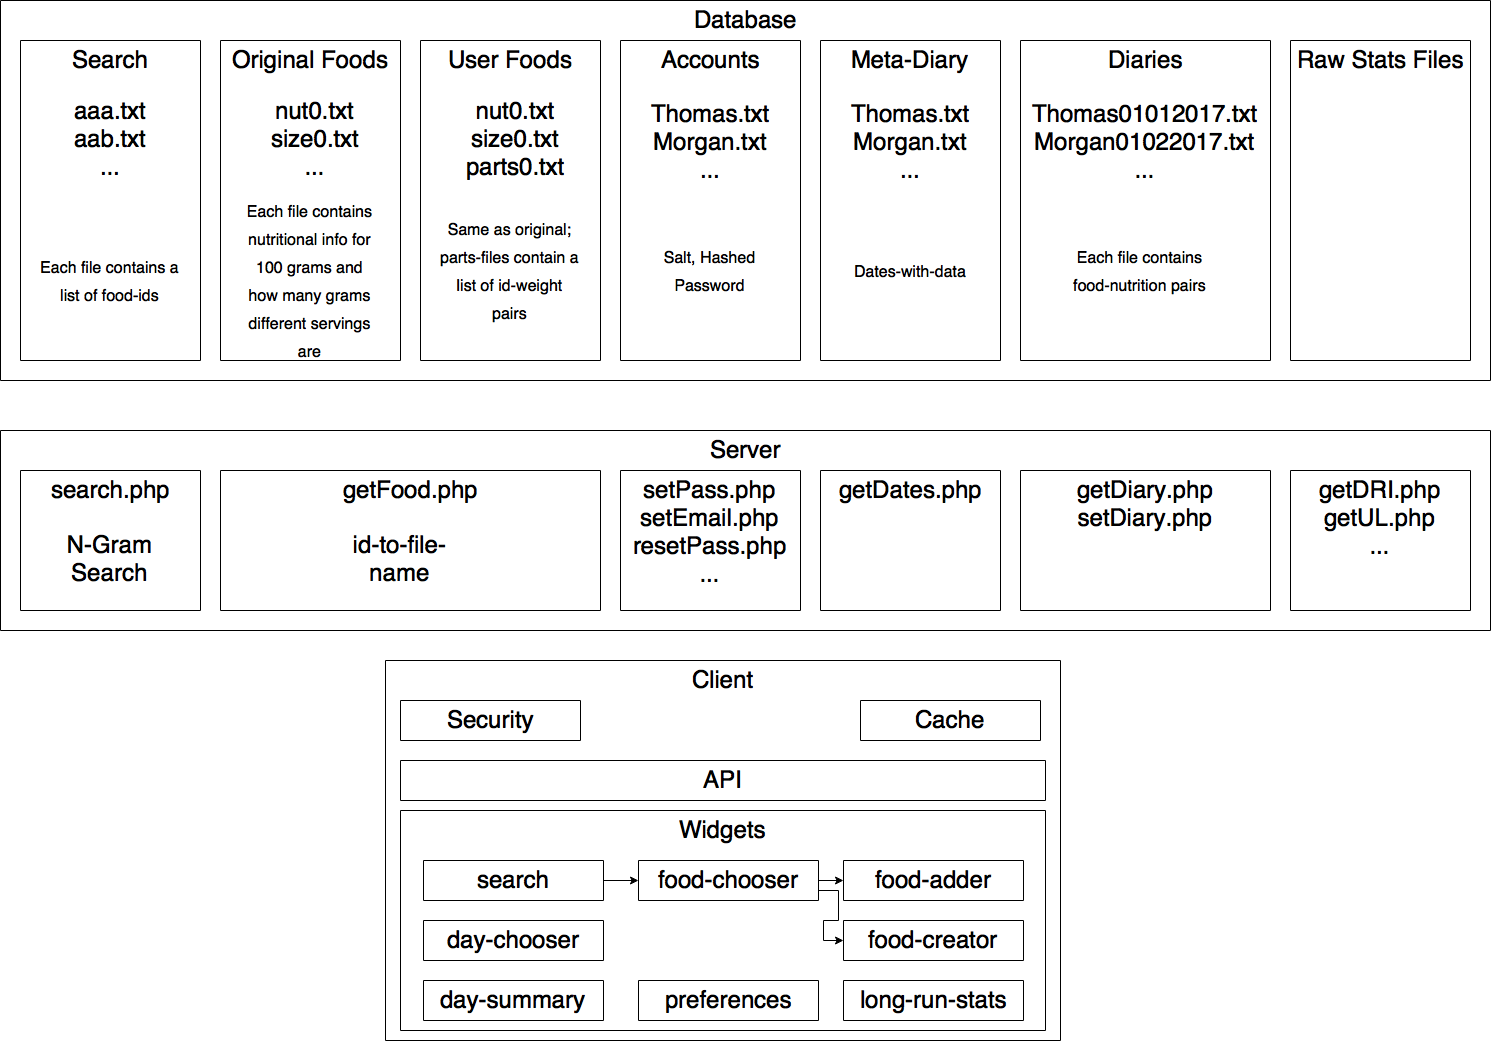 Database
Search
aaa.txt
aab.txt
...
Each file contains a
list of food-ids
Original Foods
nut0.txt
size0.txt
...
Each file contains
nutritional info for
100 grams and
how many grams
different servings
are
User Foods
nut0.txt
size0.txt
parts0.txt
Same as original;
parts-files contain a
list of id-weight
pairs
Accounts
Thomas.txt
Morgan.txt
...
Salt, Hashed
Password
Meta-Diary
Thomas.txt
Morgan.txt
...
Dates-with-data
Diaries
Thomas01012017.txt
Morgan01022017.txt
...
Each file contains
food-nutrition pairs
Raw Stats Files
Server
search.php
N-Gram
Search
getFood.php
id-to-file-
name
setPass.php
setEmail.php
resetPass.php
...
getDates.php
getDiary.php
setDiary.php
getDRI.php
getUL.php
...
Client
Security
Cache
API
Widgets
search
food-chooser
food-adder
day-chooser
food-creator
day-summary
preferences
long-run-stats